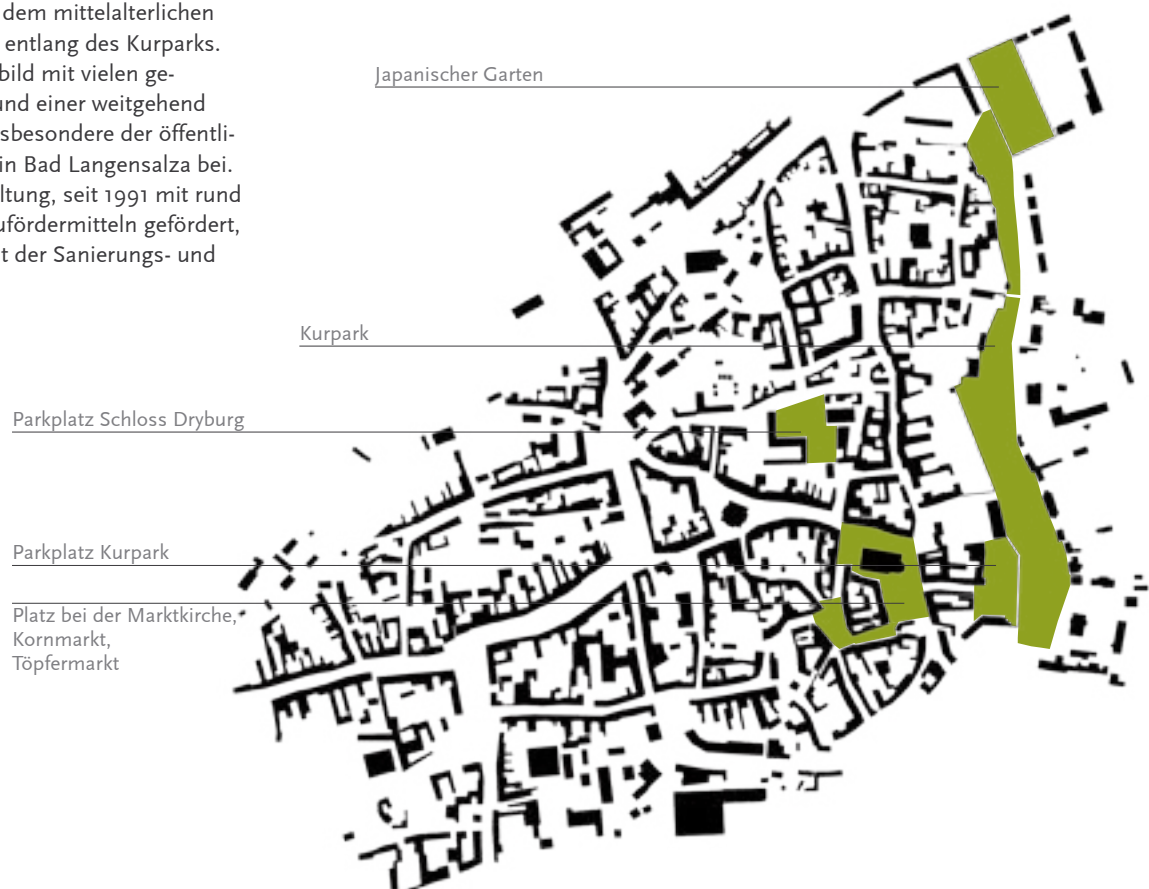 dem mittelalterlichen
entlang des Kurparks.
bild mit vielen ge-
und einer weitgehend
sbesondere der öffentli-
in Bad Langensalza bei.
ltung, seit 1991 mit rund
ufördermitteln gefördert,
t der Sanierungs- und
Japanischer Garten
Kurpark
Parkplatz Schloss Dryburg
Parkplatz Kurpark
Platz bei der Marktkirche,
Kornmarkt,
Töpfermarkt